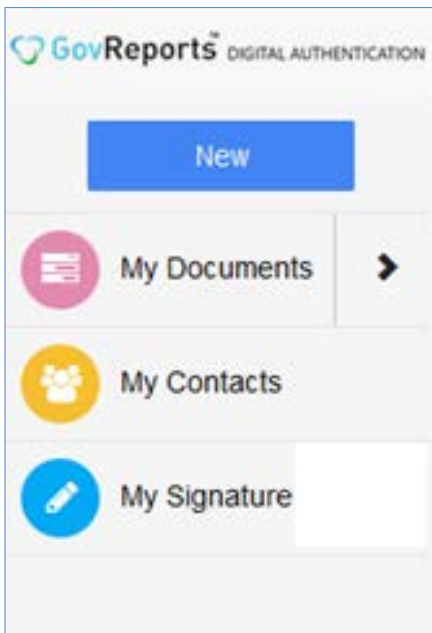 GovReports™ DIGITAL AUTHENTICATION
New
My Documents
My Contacts
My Signature